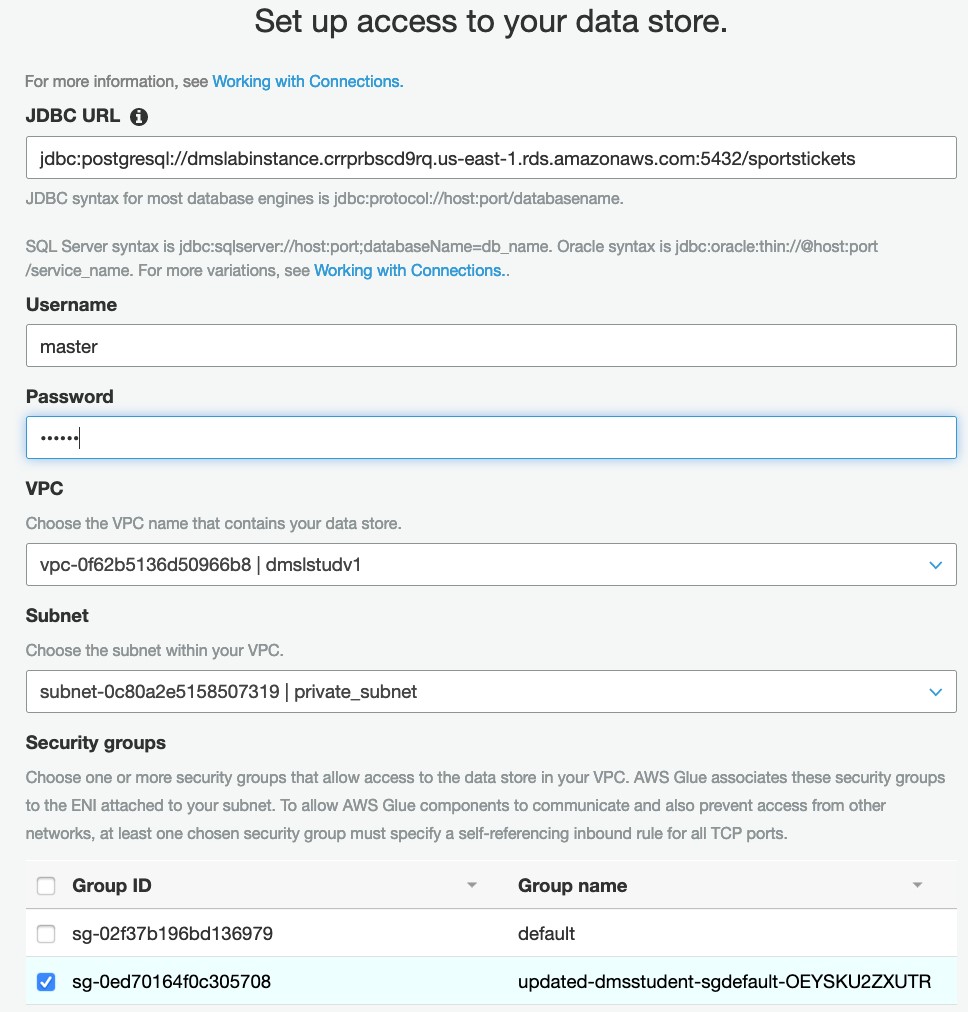 Set up access to your data store.
For more information, see Working with Connections.
JDBC URL
jdbc:postgresql://dmslabinstance.crrprbscd9rq.us-east-1.rds.amazonaws.com:5432/sportstickets
JDBC syntax for most database engines is jdbc:protocol://host:port/databasename.
SQL Server syntax is jdbc:sqlserver://host:port;databaseName=db_name. Oracle syntax is jdbc:oracle:thin://@host:port
/service_name. For more variations, see Working with Connections..
Username
master
Password
••••••
VPC
Choose the VPC name that contains your data store.
vpc-0f62b5136d50966b8 | dmslstudv1
Subnet
Choose the subnet within your VPC.
subnet-0c80a2e5158507319 | private_subnet
Security groups
Choose one or more security groups that allow access to the data store in your VPC. AWS Glue associates these security groups
to the ENI attached to your subnet. To allow AWS Glue components to communicate and also prevent access from other
networks, at least one chosen security group must specify a self-referencing inbound rule for all TCP ports.
Group ID Group name
sg-02f37b196bd136979 default
sg-0ed70164f0c305708 updated-dmsstudent-sgdefault-OEYSKU2ZXUTR